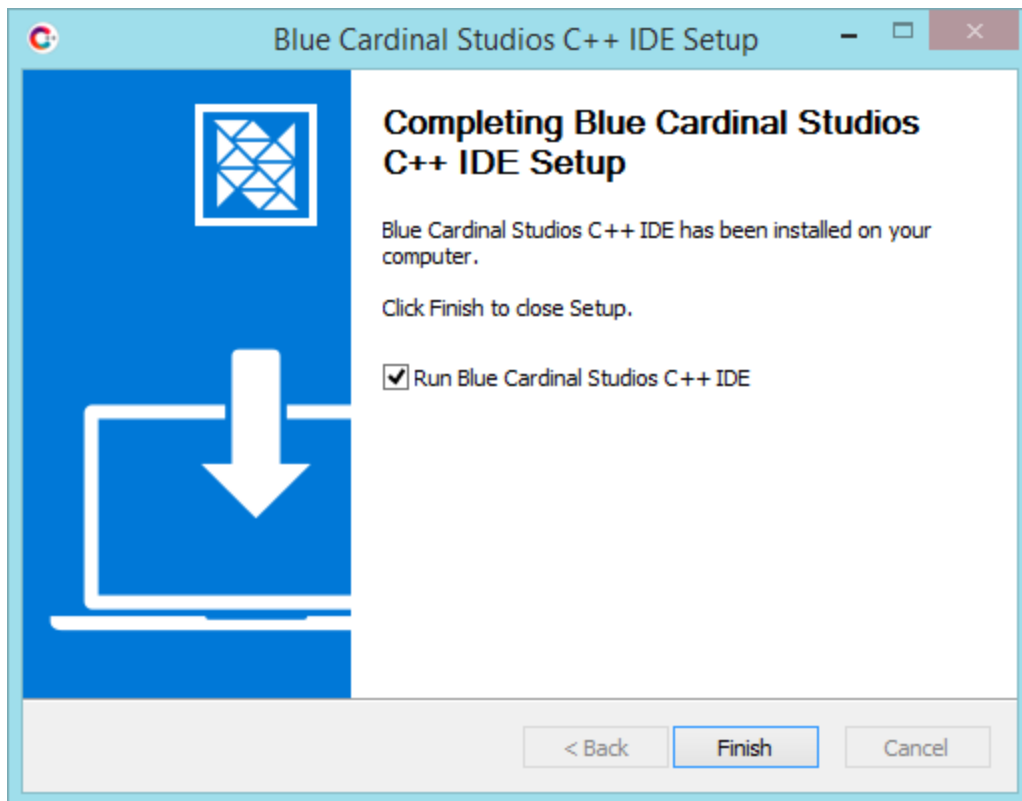 Blue Cardinal Studios C++ IDE Setup
Completing Blue Cardinal Studios
C++ IDE Setup
Blue Cardinal Studios C++ IDE has been installed on your
computer.
Click Finish to close Setup.
Run Blue Cardinal Studios C++ IDE
< Back Finish Cancel